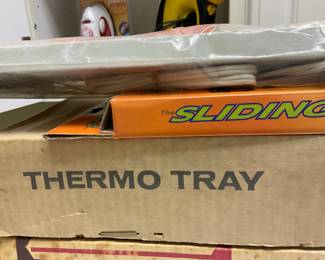 The SLIDING
THERMO TRAY